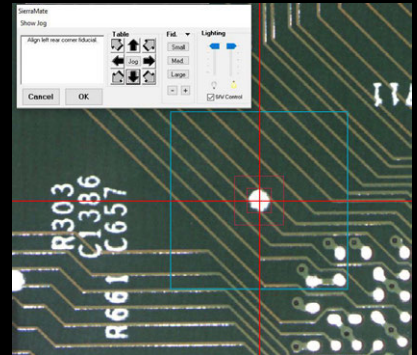 SierraMate
Show Jog
Align left rear corner fiducial.
Table
Jog
Fid.
Small
Med.
Large
-
+
Lighting
U/V Control
Cancel
OK
R303
C1386
C657
R661